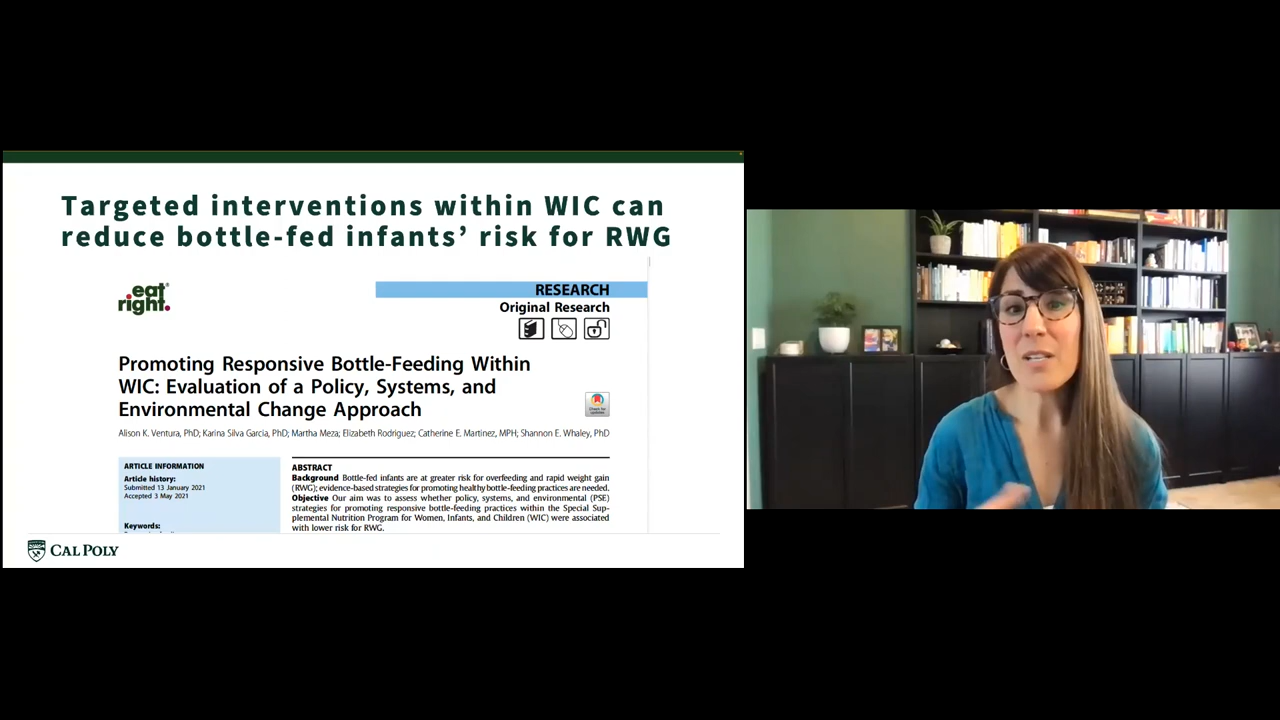 Targeted interventions within WIC can
reduce bottle-fed infants' risk for RWG
eat
right.
RESEARCH
Original Research
Promoting Responsive Bottle-Feeding Within
WIC: Evaluation of a Policy, Systems, and
Environmental Change Approach
Check for
updates
Alison K. Ventura, PhD; Karina Silva Garcia, PhD; Martha Meza; Elizabeth Rodriguez; Catherine E. Martinez, MPH; Shannon E. Whaley, PhD
ARTICLE INFORMATION
Article history:
Submitted 13 January 2021
Accepted 3 May 2021
Keywords:
ABSTRACT
Background Bottle-fed infants are at greater risk for overfeeding and rapid weight gain
(RWG); evidence-based strategies for promoting healthy bottle-feeding practices are needed.
Objective Our aim was to assess whether policy, systems, and environmental (PSE)
strategies for promoting responsive bottle-feeding practices within the Special Sup-
plemental Nutrition Program for Women, Infants, and Children (WIC) were associated
with lower risk for RWG.
CAL POLY